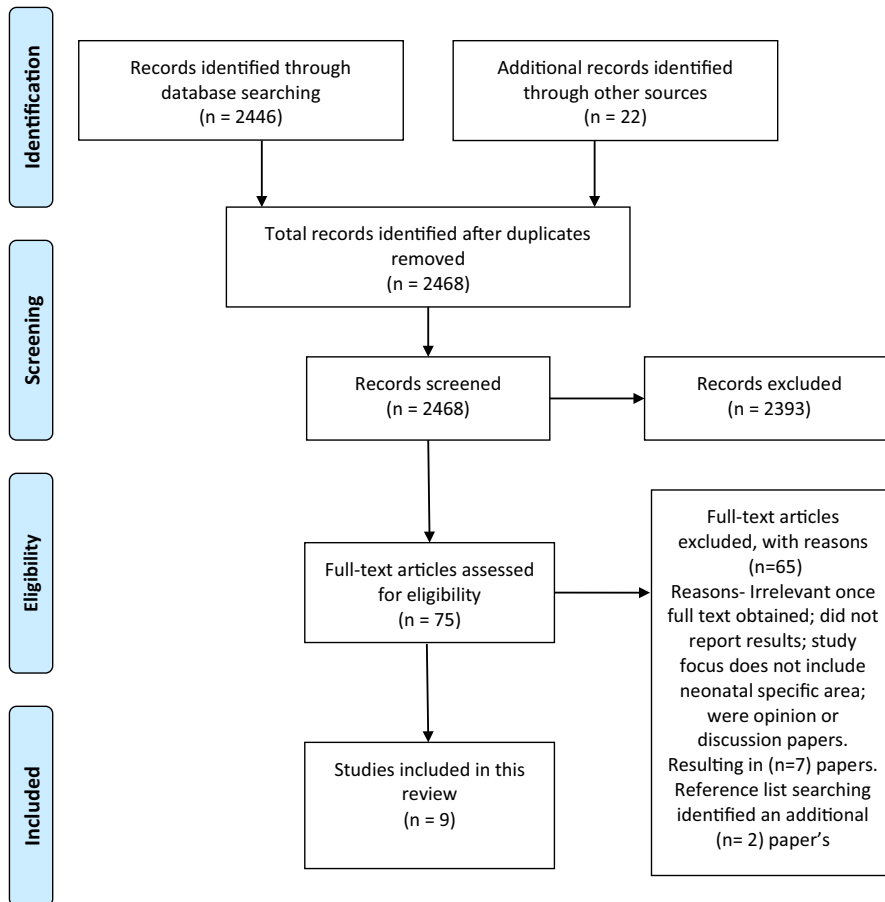 Identification
Records identified through
database searching
(n = 2446)
Additional records identified
through other sources
(n = 22)
Total records identified after duplicates
removed
(n = 2468)
Screening
Records screened
(n = 2468)
Records excluded
(n = 2393)
Eligibility
Full-text articles assessed
for eligibility
(n = 75)
Full-text articles
excluded, with reasons
(n=65)
Reasons- Irrelevant once
full text obtained; did not
report results; study
focus does not include
neonatal specific area;
were opinion or
discussion papers.
Resulting in (n=7) papers.
Reference list searching
identified an additional
(n= 2) paper's
Included
Studies included in this
review
(n = 9)